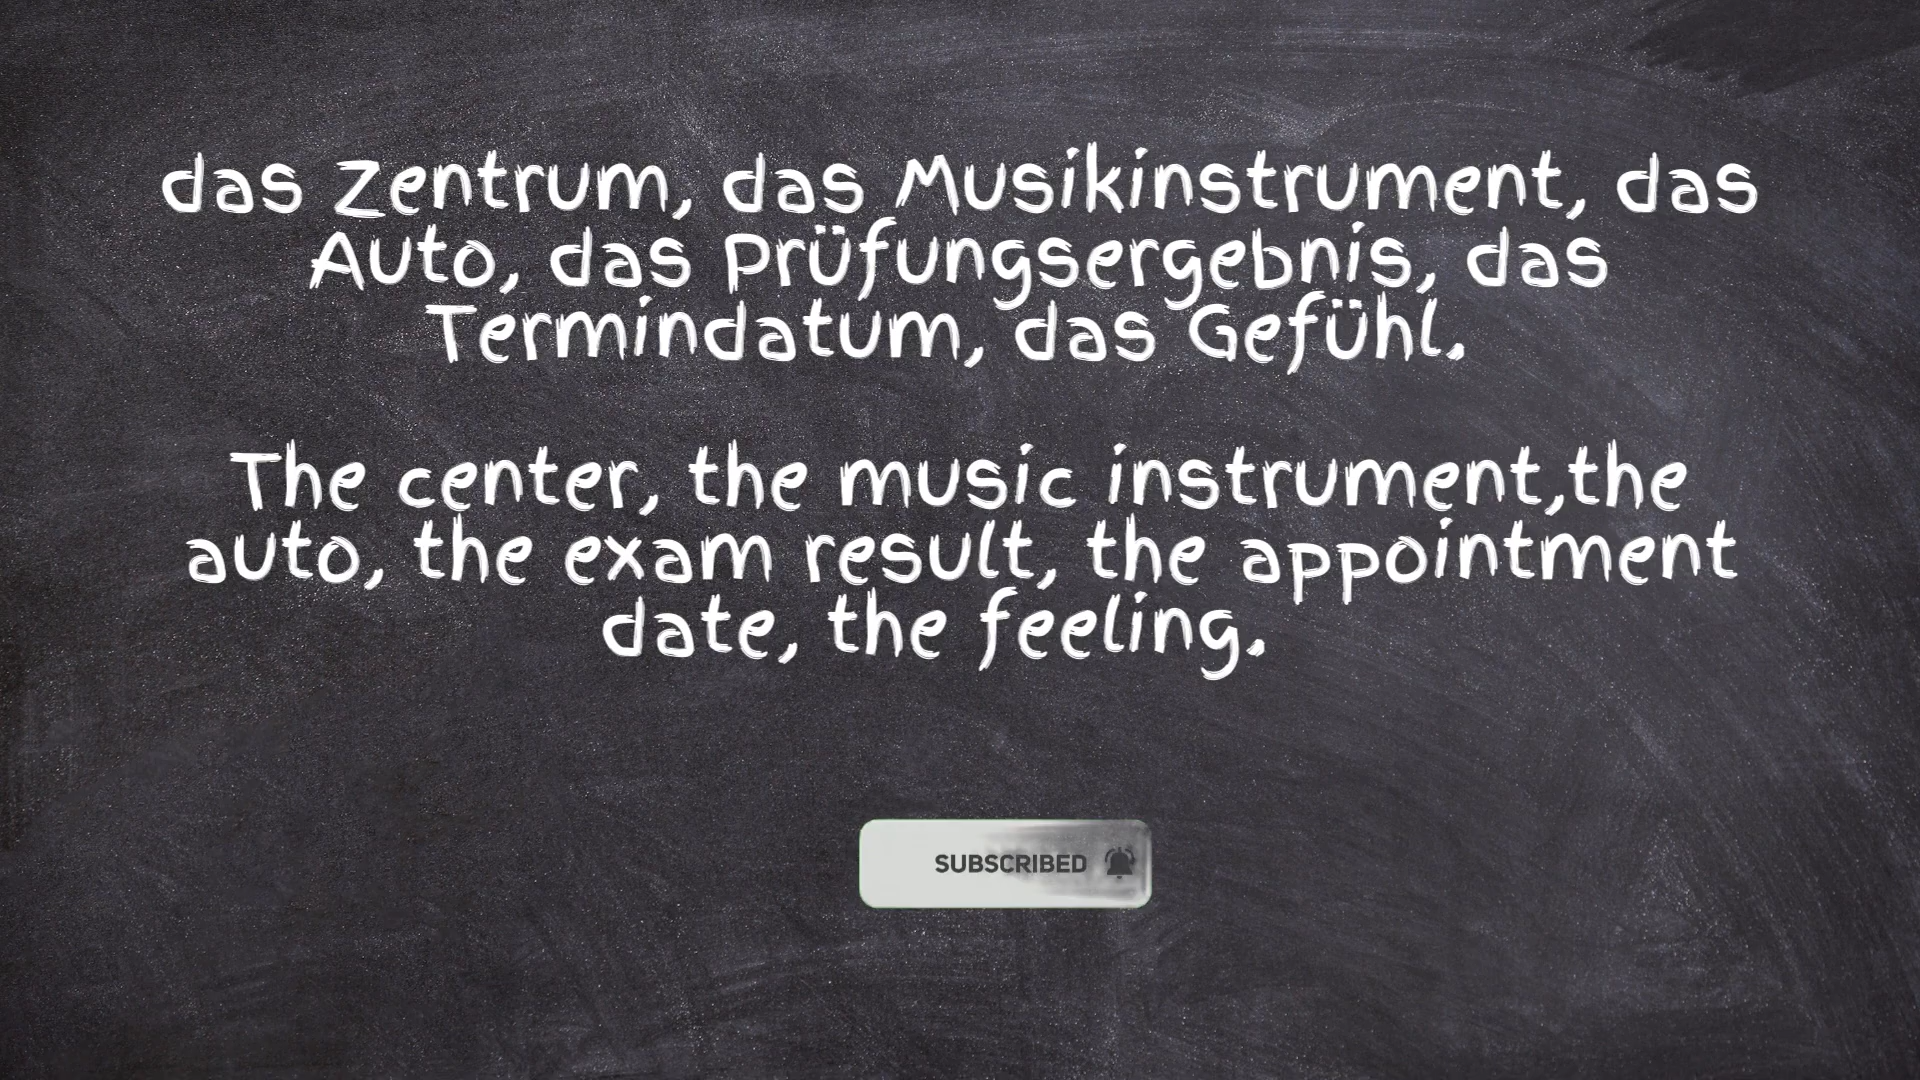 das Zentrum, das Musikinstrument, das
Auto, das Prüfungsergebnis, das
Termindatum, das Gefühl.
The center, the music instrument,the
auto, the exam result, the appointment
date, the feeling.
SUBSCRIBED